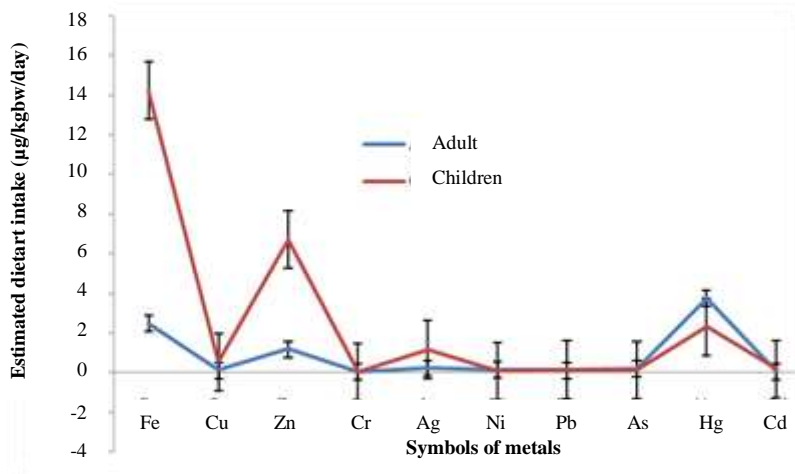 Estimated dietart intake (µg/kgbw/day)
18
16
14
12
10
8
6
4
2
0
-2
-4
Adult
Children
Fe Cu Zn Cr Ag Ni Pb As Hg Cd
Symbols of metals